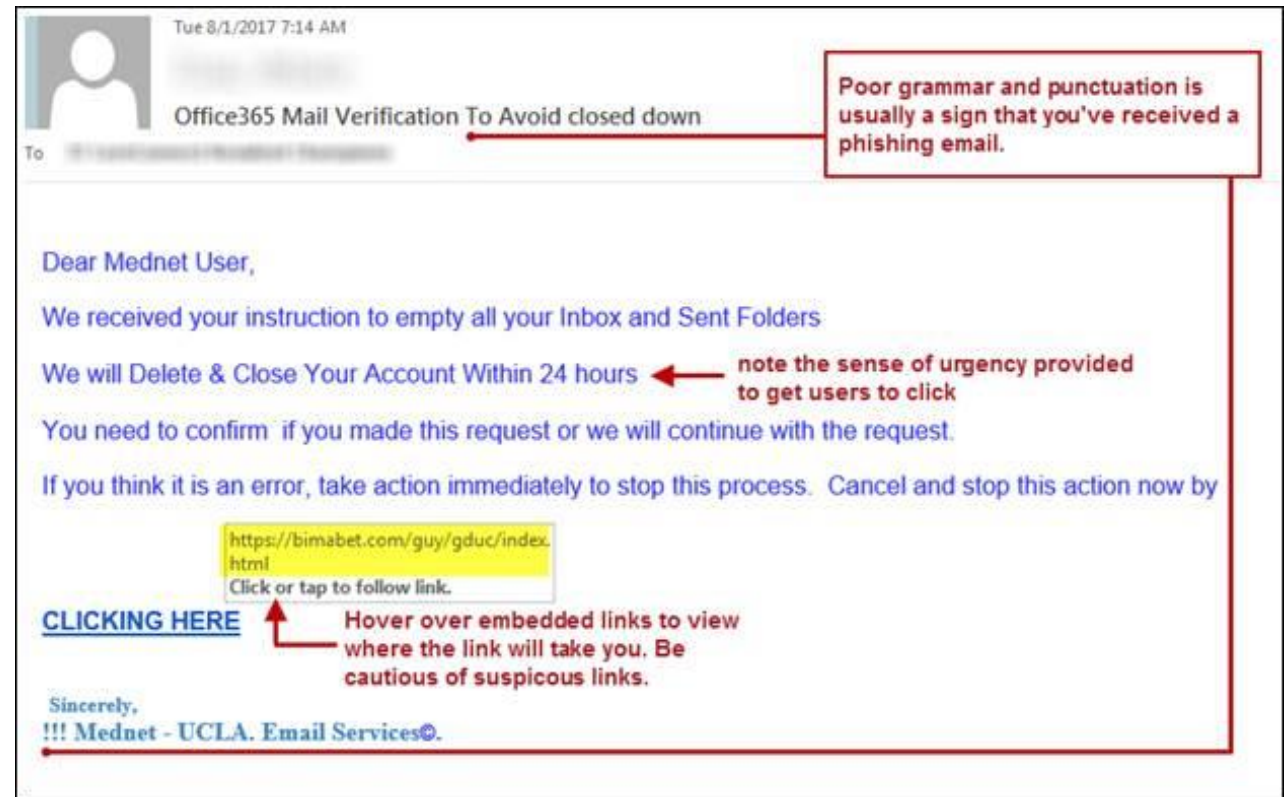 Tue 8/1/2017 7:14 AM
Office365 Mail Verification To Avoid closed down
To
Poor grammar and punctuation is
usually a sign that you've received a
phishing email.
Dear Mednet User,
We received your instruction to empty all your Inbox and Sent Folders
We will Delete & Close Your Account Within 24 hours
note the sense of urgency provided
to get users to click
You need to confirm  if you made this request or we will continue with the request.
If you think it is an error, take action immediately to stop this process.  Cancel and stop this action now by
https://bimabet.com/guy/gduc/index.
html
Click or tap to follow link.
CLICKING HERE
Hover over embedded links to view
where the link will take you. Be
cautious of suspicous links.
Sincerely,
!!! Mednet - UCLA. Email Services©.